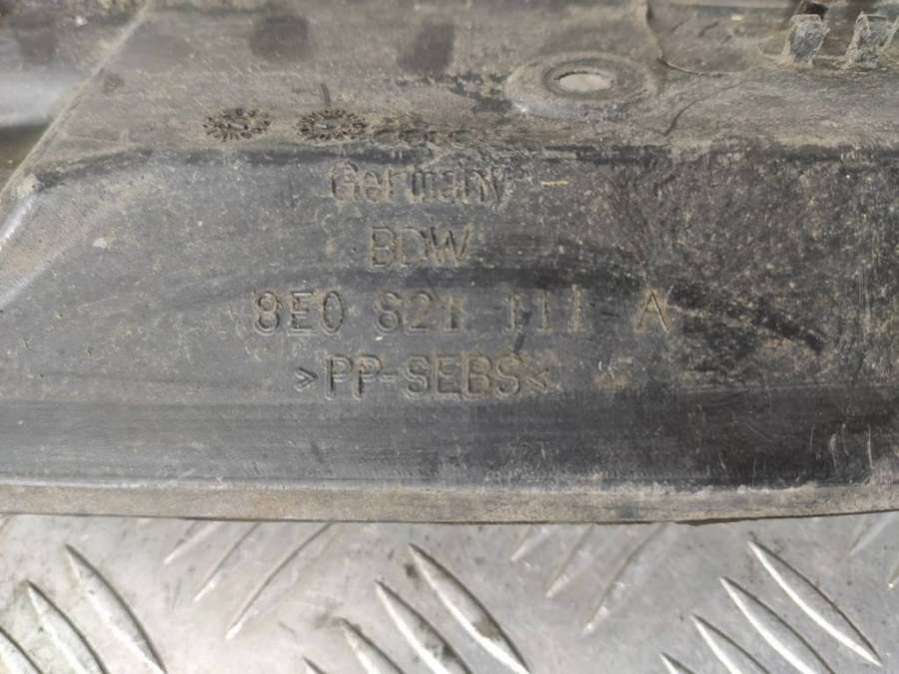 Germany
BDW
8E0 821 111 A
>PP-SEBS<